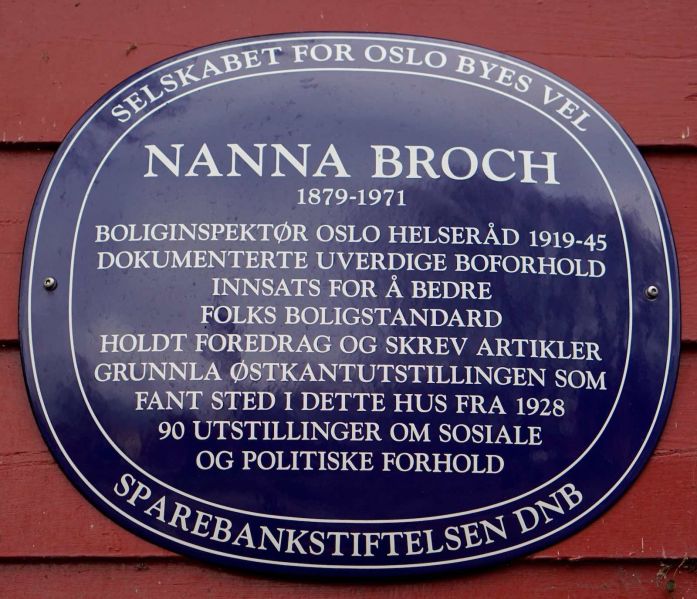 SELSKABET FOR OSLO BYES VEL
NANNA BROCH
1879-1971
BOLIGINSPEKTØR OSLO HELSERÅD 1919-45
DOKUMENTERTE UVERDIGE BOFORHOLD
INNSATS FOR Å BEDRE
FOLKS BOLIGSTANDARD
HOLDT FOREDRAG OG SKREV ARTIKLER
GRUNNLA ØSTKANTUTSTILLINGEN SOM
FANT STED I DETTE HUS FRA 1928
90 UTSTILLINGER OM SOSIALE
OG POLITISKE FORHOLD
SPAREBANKSTIFTELSEN DNB